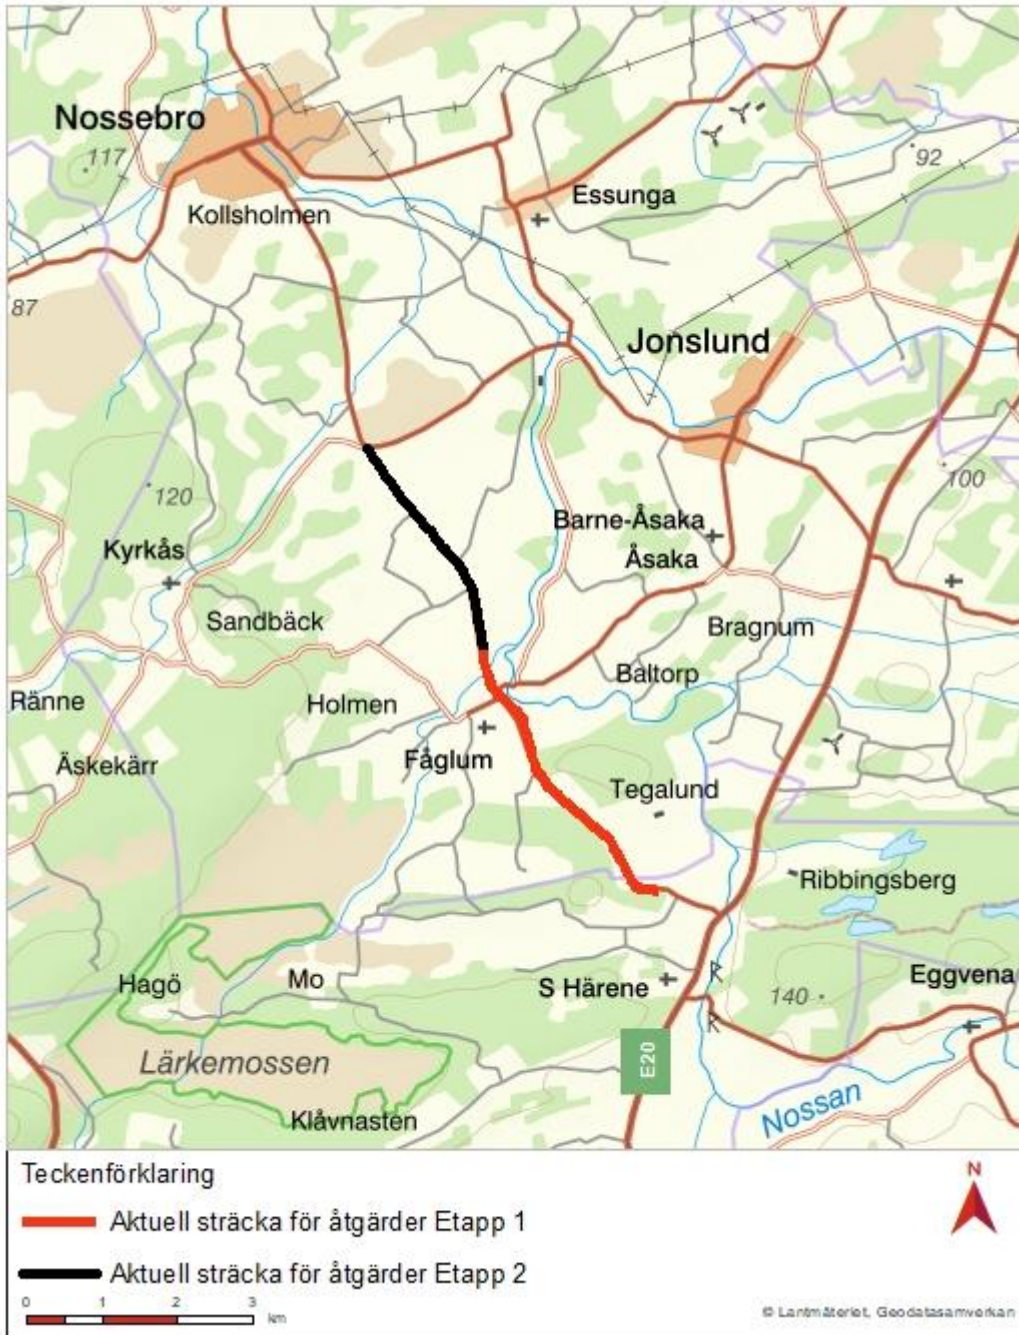 Nossebro
117
92
Kollsholmen
Essunga
87
Jonslund
120
100
Barne-Åsaka
Kyrkås
Åsaka
Sandbäck
Bragnum
Ränne
Holmen
Baltorp
Äskekärr
Fåglum
Tegalund
Ribbingsberg
Hagö
Mo
S Härene
140
Eggvena
Lärkemossen
E20
Klåvnasten
Nossan
Teckenförklaring
N
Aktuell sträcka för åtgärder Etapp 1
Aktuell sträcka för åtgärder Etapp 2
0 1 2 3
km
© Lantmäteriet, Geodatasamverkan